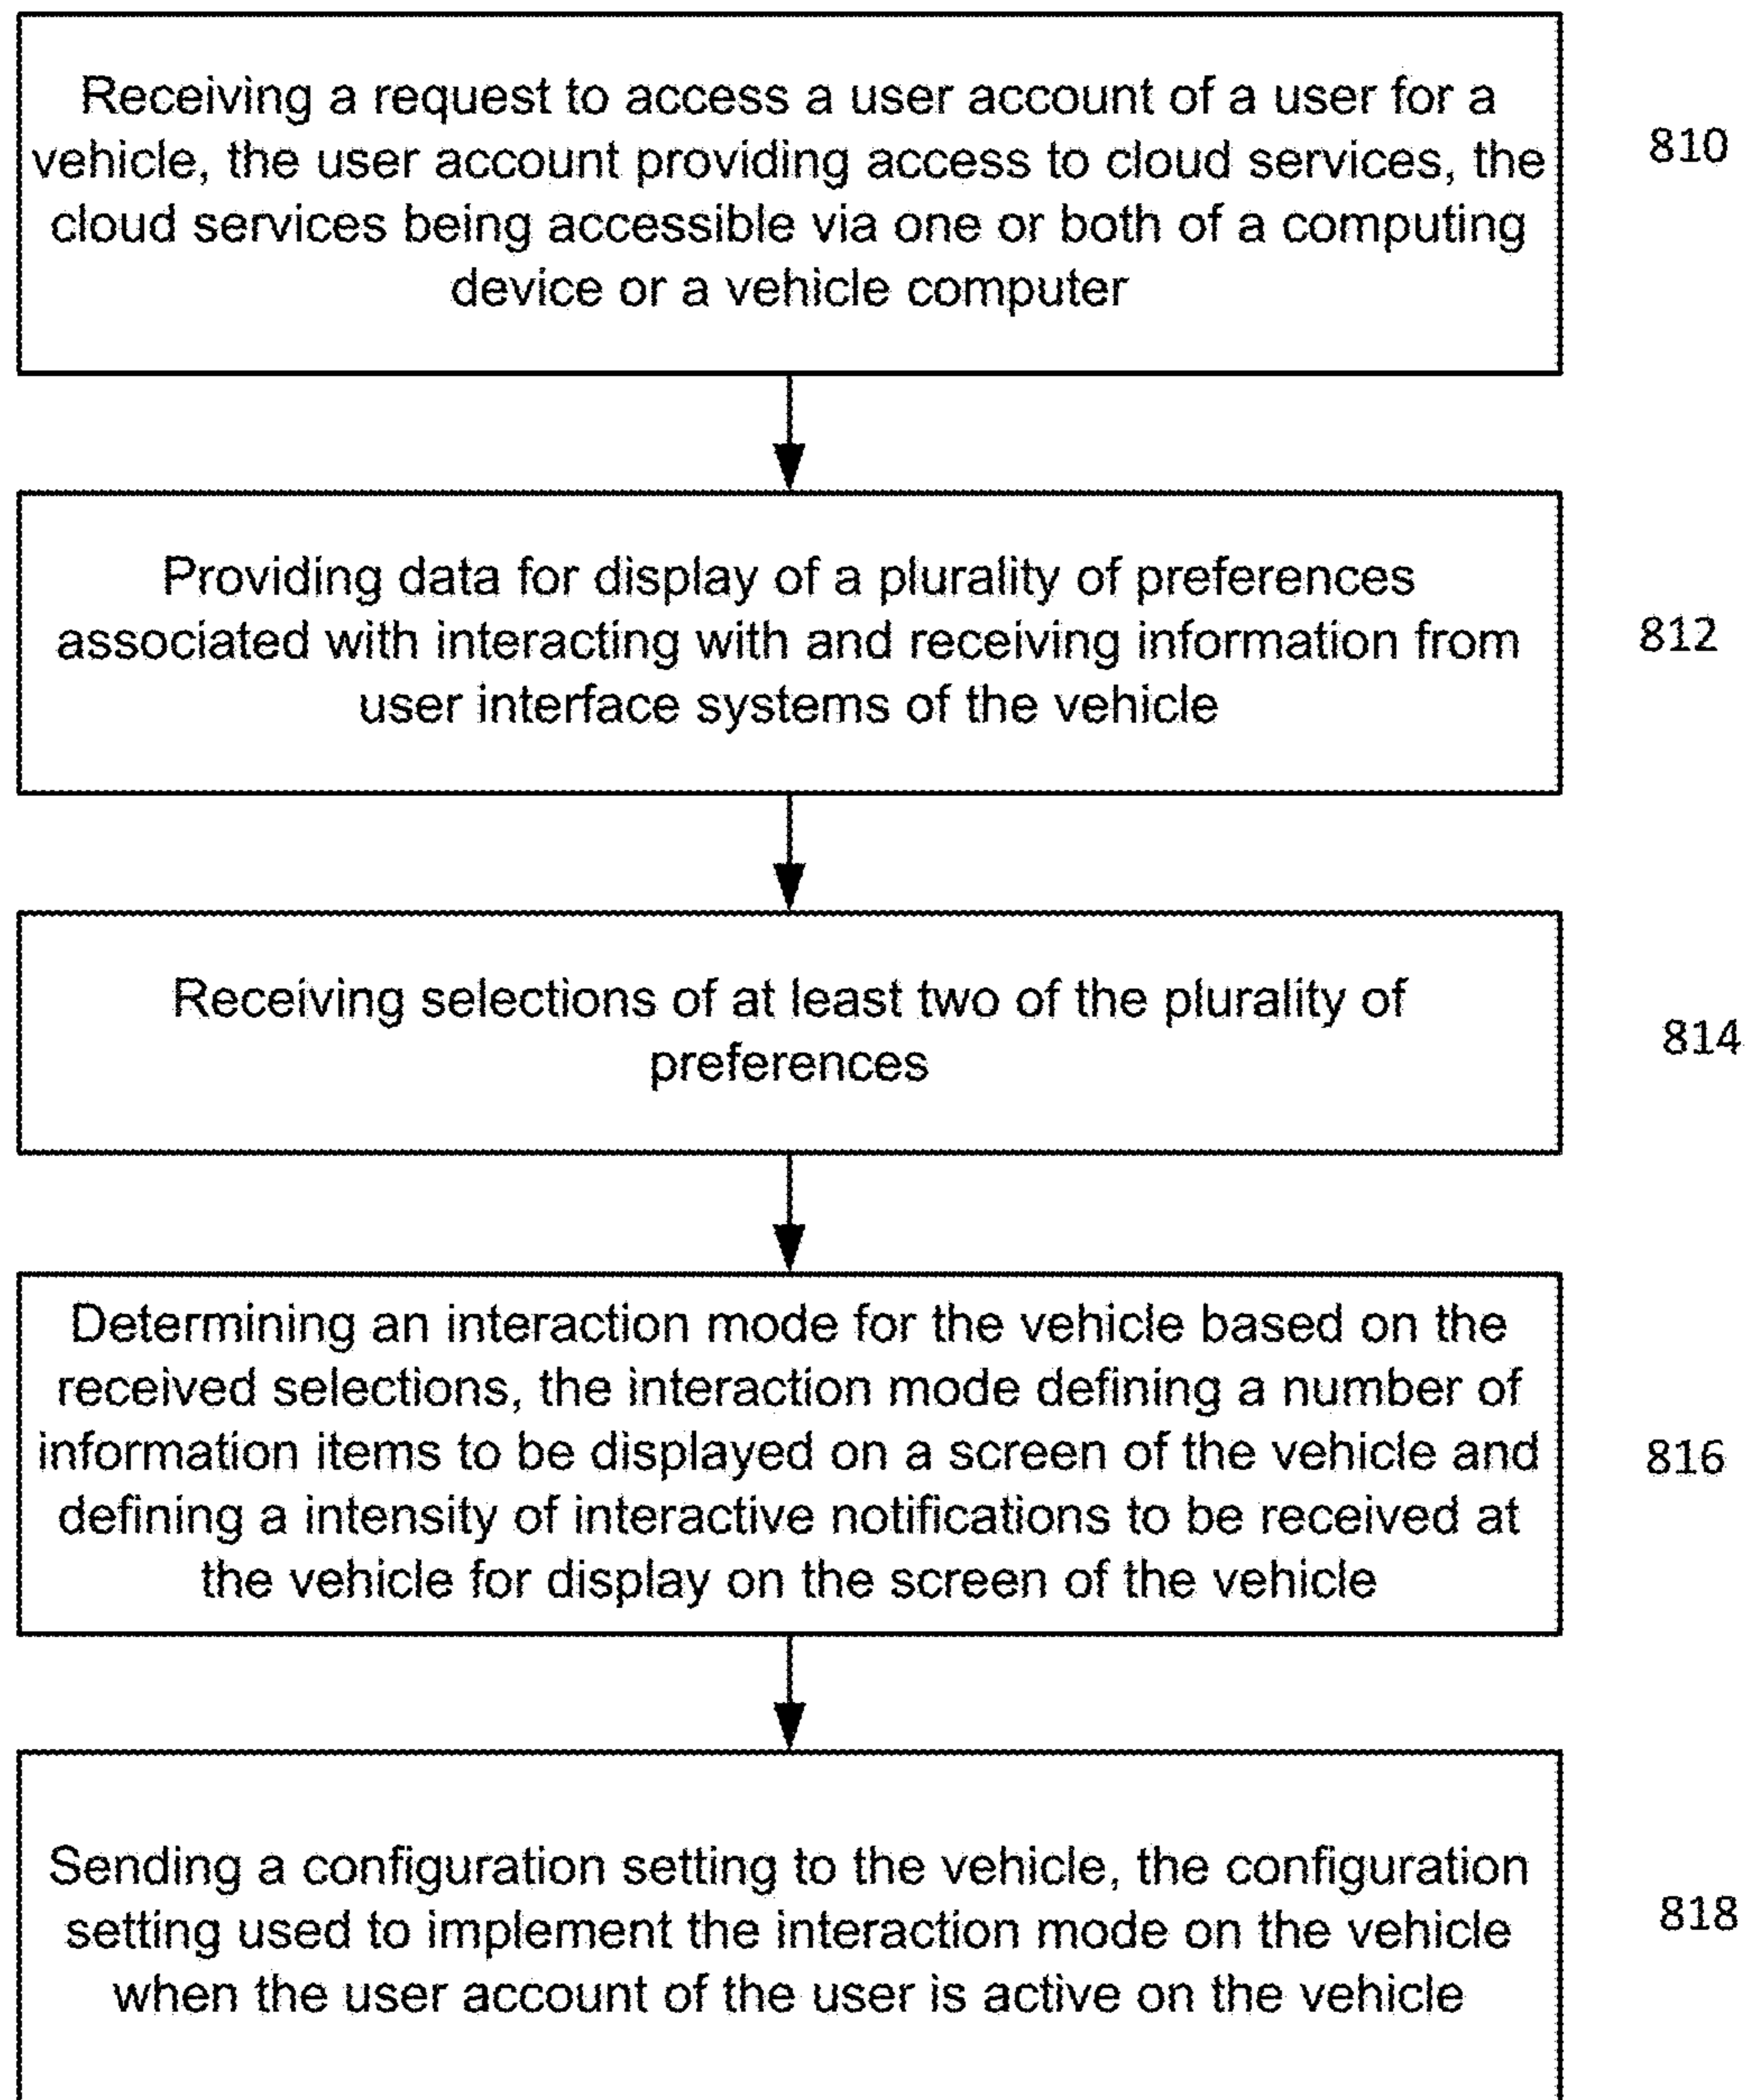 Receiving a request to access a user account of a user for a
vehicle, the user account providing access to cloud services, the
cloud services being accessible via one or both of a computing
device or a vehicle computer
810
Providing data for display of a plurality of preferences
associated with interacting with and receiving information from
user interface systems of the vehicle
812
Receiving selections of at least two of the plurality of
preferences
814
Determining an interaction mode for the vehicle based on the
received selections, the interaction mode defining a number of
information items to be displayed on a screen of the vehicle and
defining a intensity of interactive notifications to be received at
the vehicle for display on the screen of the vehicle
816
Sending a configuration setting to the vehicle, the configuration
setting used to implement the interaction mode on the vehicle
when the user account of the user is active on the vehicle
818